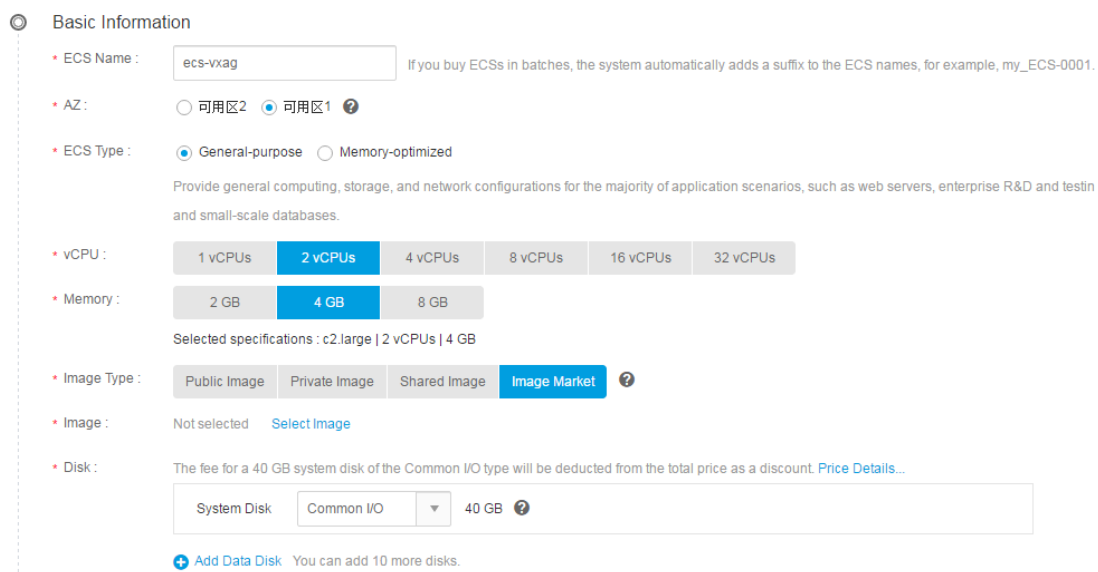 Basic Information
* ECS Name : ecs-vxag If you buy ECSs in batches, the system automatically adds a suffix to the ECS names, for example, my_ECS-0001.
* AZ : 可用区2 可用区1 ?
* ECS Type : General-purpose Memory-optimized
Provide general computing, storage, and network configurations for the majority of application scenarios, such as web servers, enterprise R&D and testin
and small-scale databases.
* vCPU : 1 vCPUs 2 vCPUs 4 vCPUs 8 vCPUs 16 vCPUs 32 vCPUs
* Memory : 2 GB 4 GB 8 GB
Selected specifications : c2.large | 2 vCPUs | 4 GB
* Image Type : Public Image Private Image Shared Image Image Market ?
* Image : Not selected Select Image
* Disk : The fee for a 40 GB system disk of the Common I/O type will be deducted from the total price as a discount. Price Details...
System Disk Common I/O 40 GB ?
Add Data Disk You can add 10 more disks.